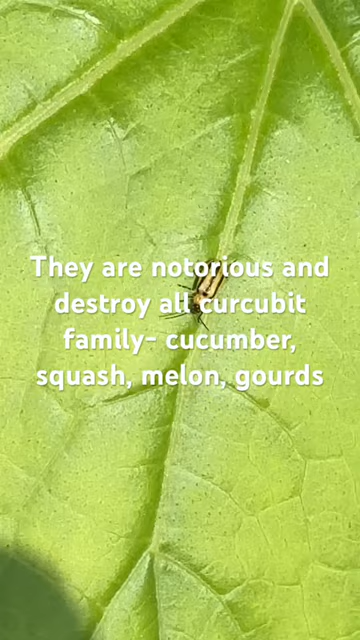 They are notorious and
destroy all curcubit
family- cucumber,
squash, melon, gourds